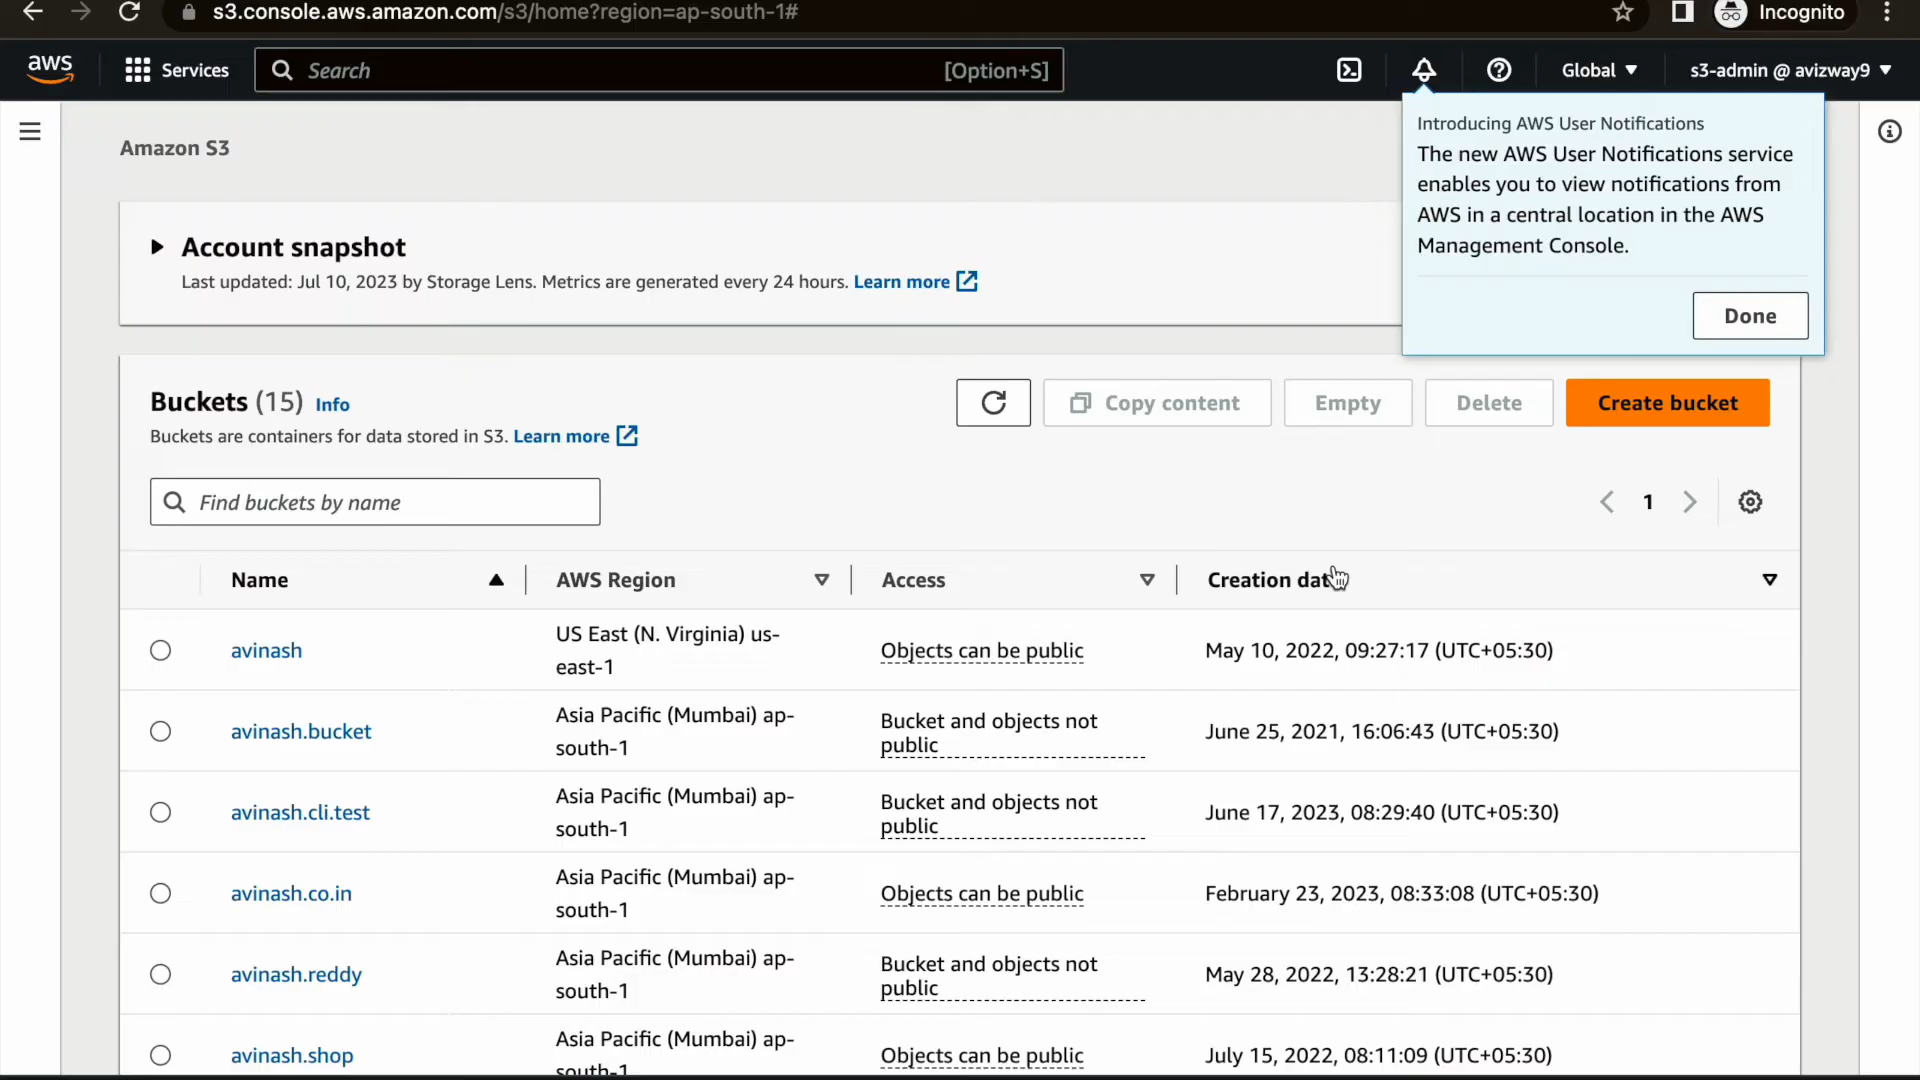 s3.console.aws.amazon.com/s3/home?region=ap-south-1#
Incognito
aws
Services
Search
[Option+S]
Global
s3-admin @ avizway9
Introducing AWS User Notifications
The new AWS User Notifications service
enables you to view notifications from
AWS in a central location in the AWS
Management Console.
Done
Amazon S3
Account snapshot
Last updated: Jul 10, 2023 by Storage Lens. Metrics are generated every 24 hours. Learn more
Buckets (15) Info
Buckets are containers for data stored in S3. Learn more
Copy content
Empty
Delete
Create bucket
Find buckets by name
1
Name
AWS Region
Access
Creation dat
avinash
US East (N. Virginia) us-
east-1
Objects can be public
May 10, 2022, 09:27:17 (UTC+05:30)
avinash.bucket
Asia Pacific (Mumbai) ap-
south-1
Bucket and objects not
public
June 25, 2021, 16:06:43 (UTC+05:30)
avinash.cli.test
Asia Pacific (Mumbai) ap-
south-1
Bucket and objects not
public
June 17, 2023, 08:29:40 (UTC+05:30)
avinash.co.in
Asia Pacific (Mumbai) ap-
south-1
Objects can be public
February 23, 2023, 08:33:08 (UTC+05:30)
avinash.reddy
Asia Pacific (Mumbai) ap-
south-1
Bucket and objects not
public
May 28, 2022, 13:28:21 (UTC+05:30)
avinash.shop
Asia Pacific (Mumbai) ap-
south-1
Objects can be public
July 15, 2022, 08:11:09 (UTC+05:30)